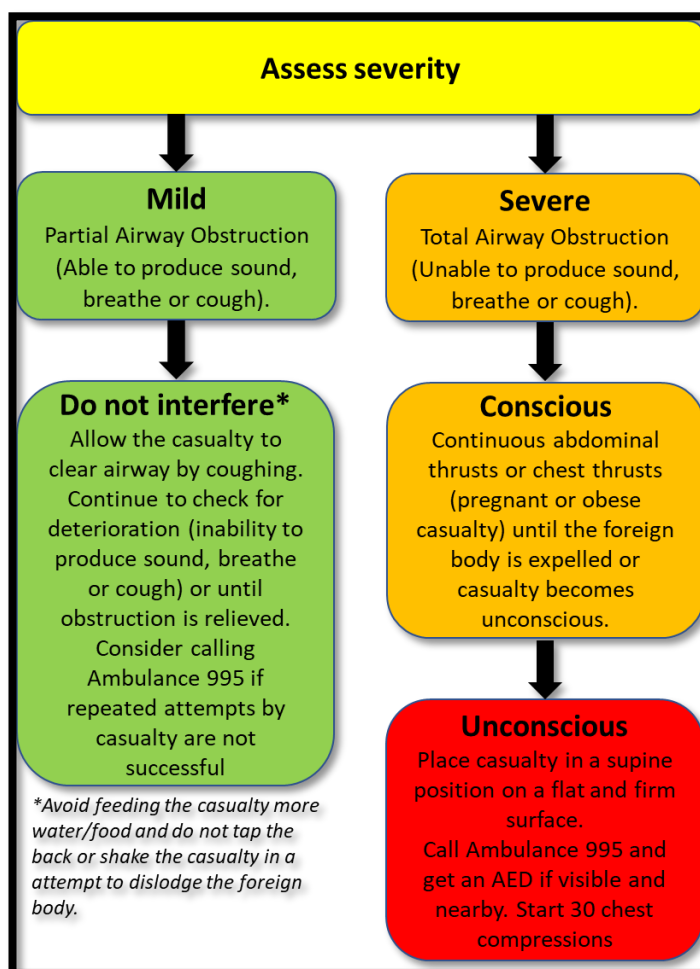 Assess severity
Mild
Partial Airway Obstruction
(Able to produce sound,
breathe or cough).
Do not interfere*
Allow the casualty to
clear airway by coughing.
Continue to check for
deterioration (inability to
produce sound, breathe
or cough) or until
obstruction is relieved.
Consider calling
Ambulance 995 if
repeated attempts by
casualty are not
successful
*Avoid feeding the casualty more
water/food and do not tap the
back or shake the casualty in a
attempt to dislodge the foreign
body.
Severe
Total Airway Obstruction
(Unable to produce sound,
breathe or cough).
Conscious
Continuous abdominal
thrusts or chest thrusts
(pregnant or obese
casualty) until the foreign
body is expelled or
casualty becomes
unconscious.
Unconscious
Place casualty in a supine
position on a flat and firm
surface.
Call Ambulance 995 and
get an AED if visible and
nearby. Start 30 chest
compressions